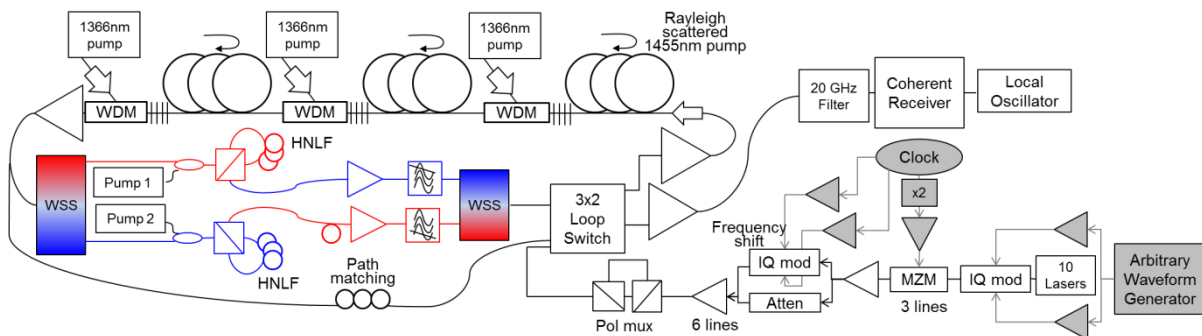 1366nm
pump
1366nm
pump
1366nm
pump
Rayleigh
scattered
1455nm pump
WDM
WDM
WDM
20 GHz
Filter
Coherent
Receiver
Local
Oscillator
HNLF
Pump 1
WSS
Pump 2
HNLF
WSS
3x2
Loop
Switch
Path
matching
Clock
x2
Frequency
shift
IQ mod
Atten
Pol mux
6 lines
MZM
3 lines
IQ mod
10
Lasers
Arbitrary
Waveform
Generator